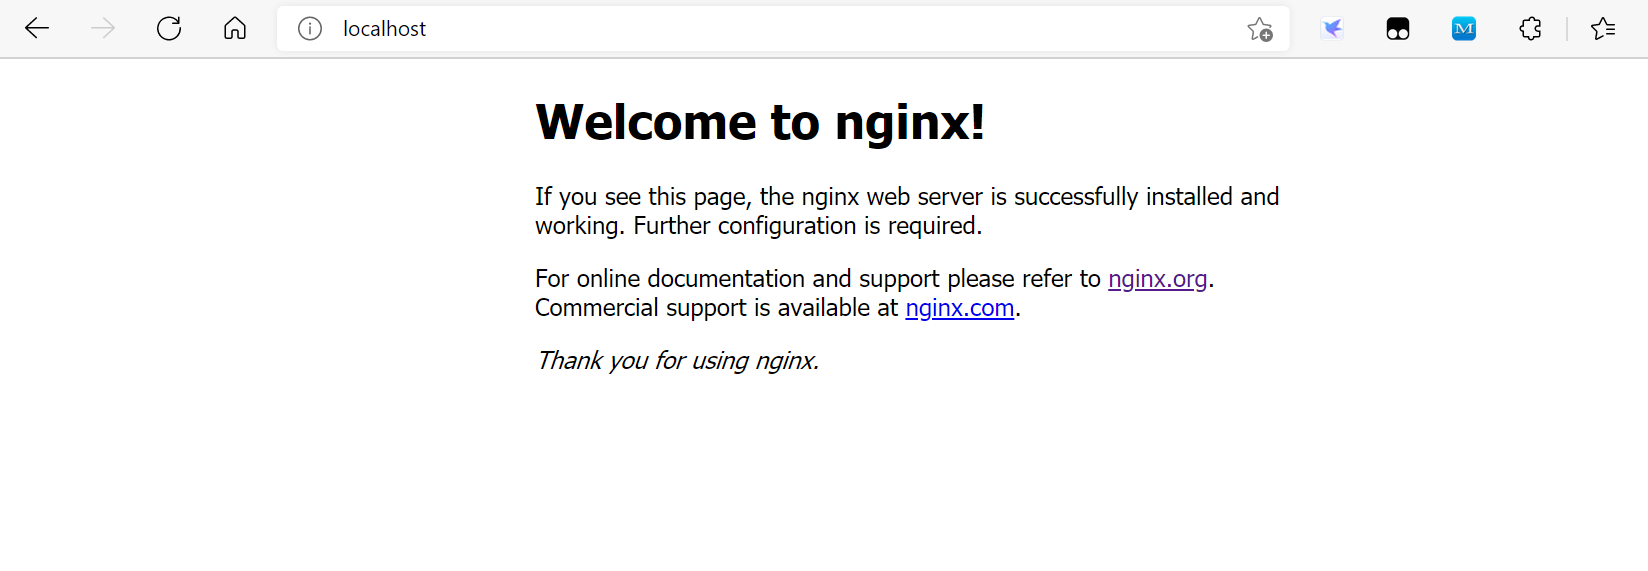 localhost
M
Welcome to nginx!
If you see this page, the nginx web server is successfully installed and
working. Further configuration is required.
For online documentation and support please refer to nginx.org.
Commercial support is available at nginx.com.
Thank you for using nginx.